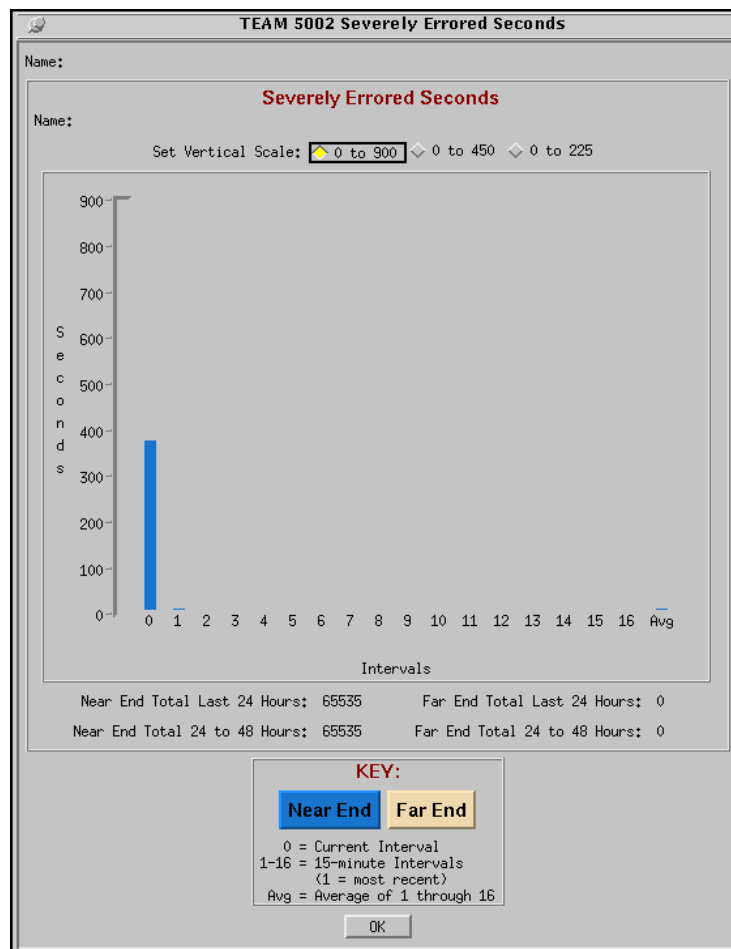 TEAM 5002 Severely Errored Seconds
Name:
Severely Errored Seconds
Name:
Set Vertical Scale: 0 to 900 0 to 450 0 to 225
900
800
700
600
500
400
300
200
100
0
Seconds
0 1 2 3 4 5 6 7 8 9 10 11 12 13 14 15 16 Avg
Intervals
Near End Total Last 24 Hours: 65535 Far End Total Last 24 Hours: 0
Near End Total 24 to 48 Hours: 65535 Far End Total 24 to 48 Hours: 0
KEY:
Near End Far End
0 = Current Interval
1-16 = 15-minute Intervals
(1 = most recent)
Avg = Average of 1 through 16
OK